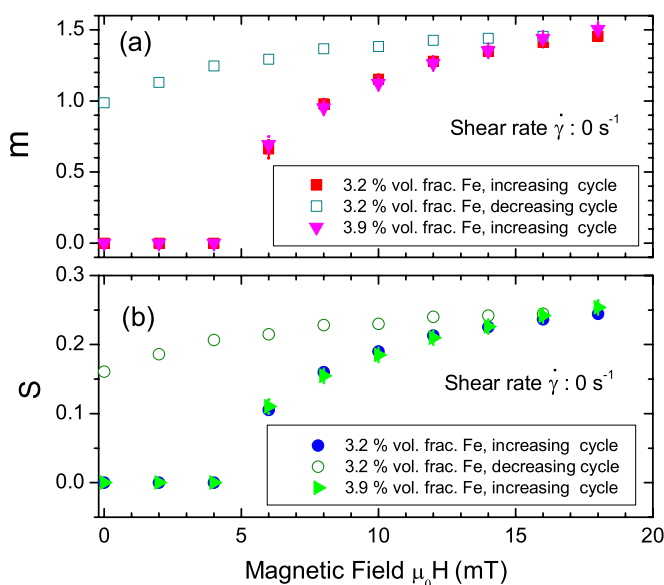 1.5
(a)
1.0
m
Shear rate γ̇ : 0 s⁻¹
0.5
3.2 % vol. frac. Fe, increasing cycle
3.2 % vol. frac. Fe, decreasing cycle
3.9 % vol. frac. Fe, increasing cycle
0.0
0.3
(b)
0.2
S
Shear rate γ̇ : 0 s⁻¹
0.1
3.2 % vol. frac. Fe, increasing cycle
3.2 % vol. frac. Fe, decreasing cycle
3.9 % vol. frac. Fe, increasing cycle
0.0
0 5 10 15 20
Magnetic Field μ₀H (mT)